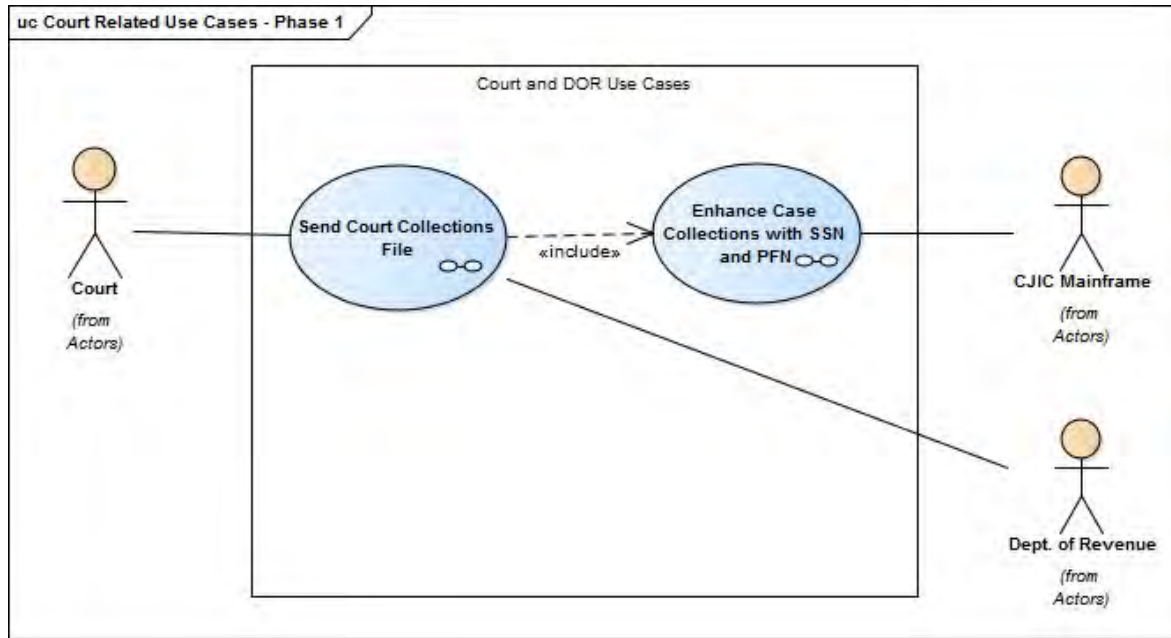 uc Court Related Use Cases - Phase 1
Court and DOR Use Cases
Send Court Collections
File
«include»
Enhance Case
Collections with SSN
and PFN
Court
(from
Actors)
CJIC Mainframe
(from
Actors)
Dept. of Revenue
(from
Actors)